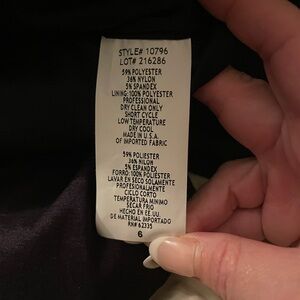 STYLE# 10796
LOT# 216286
59% POLYESTER
36% NYLON
5% SPANDEX
LINING: 100% POLYESTER
PROFESSIONAL
DRY CLEAN ONLY
SHORT CYCLE
LOW TEMPERATURE
DRY COOL
MADE IN U.S.A.
OF IMPORTED FABRIC
59% POLIESTER
36% NILON
5% ESPANDEX
FORRO: 100% POLIESTER
LAVAR EN SECO SOLAMENTE
CICLO CORTO
TEMPERATURA MINIMO
SECAR FRIO
HECHO EN EE.UU.
DE MATERIAL IMPORTADO
RN# 62335
6